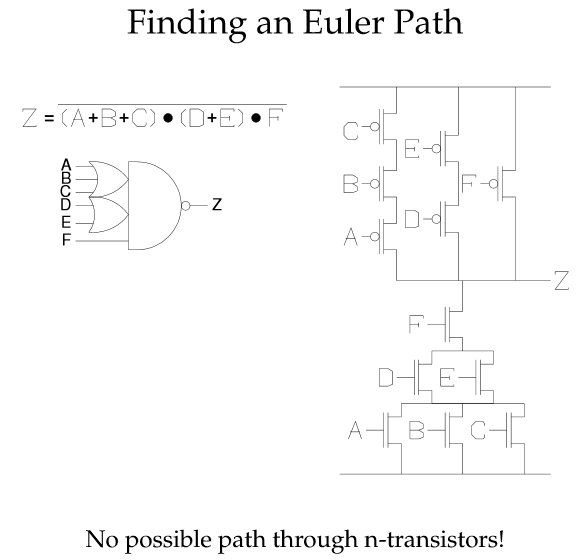 Finding an Euler Path
Z = (A+B+C) ● (D+E) ● F
A
B
C
D
E
F
Z
C
E
B
F
A
D
Z
F
D
E
A
B
C
No possible path through n-transistors!